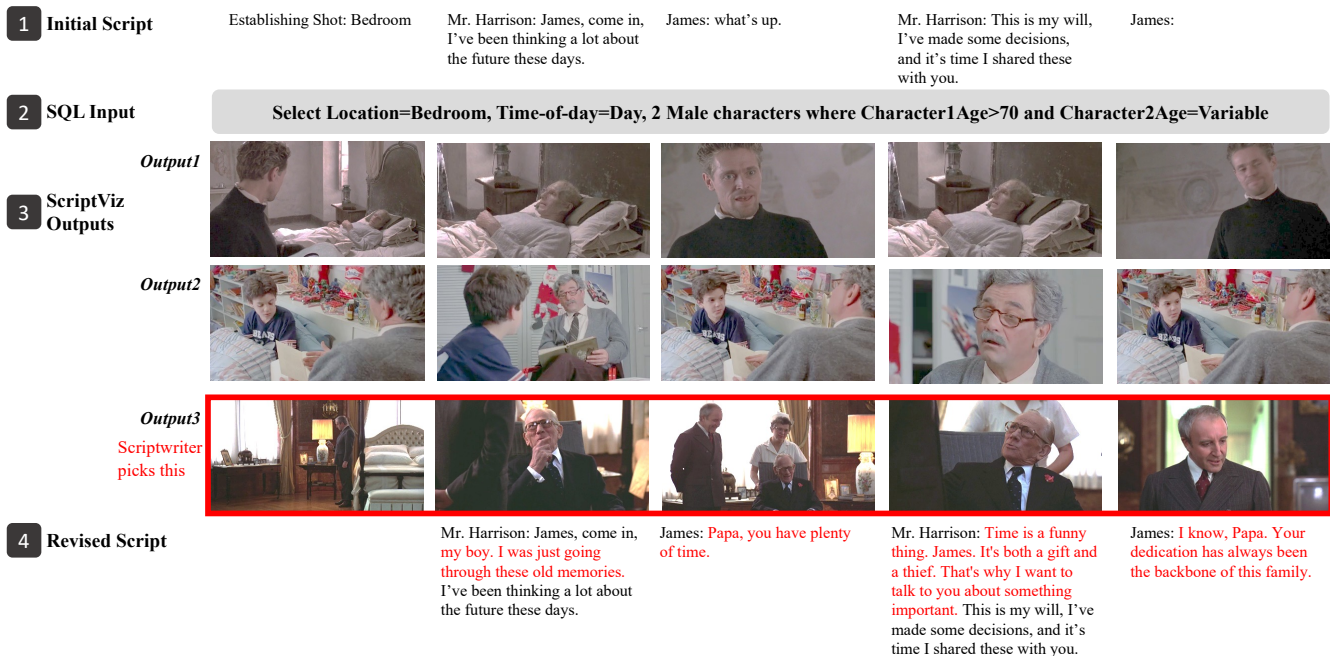 1 Initial Script
Establishing Shot: Bedroom
Mr. Harrison: James, come in,
I've been thinking a lot about
the future these days.
James: what's up.
Mr. Harrison: This is my will,
I've made some decisions,
and it's time I shared these
with you.
James:
2 SQL Input
Select Location=Bedroom, Time-of-day=Day, 2 Male characters where Character1Age>70 and Character2Age=Variable
3 ScriptViz
Outputs
Output1
Output2
Output3
Scriptwriter
picks this
4 Revised Script
Mr. Harrison: James, come in,
my boy. I was just going
through these old memories.
I've been thinking a lot about
the future these days.
James: Papa, you have plenty
of time.
Mr. Harrison: Time is a funny
thing. James. It's both a gift and
a thief. That's why I want to
talk to you about something
important. This is my will, I've
made some decisions, and it's
time I shared these with you.
James: I know, Papa. Your
dedication has always been
the backbone of this family.